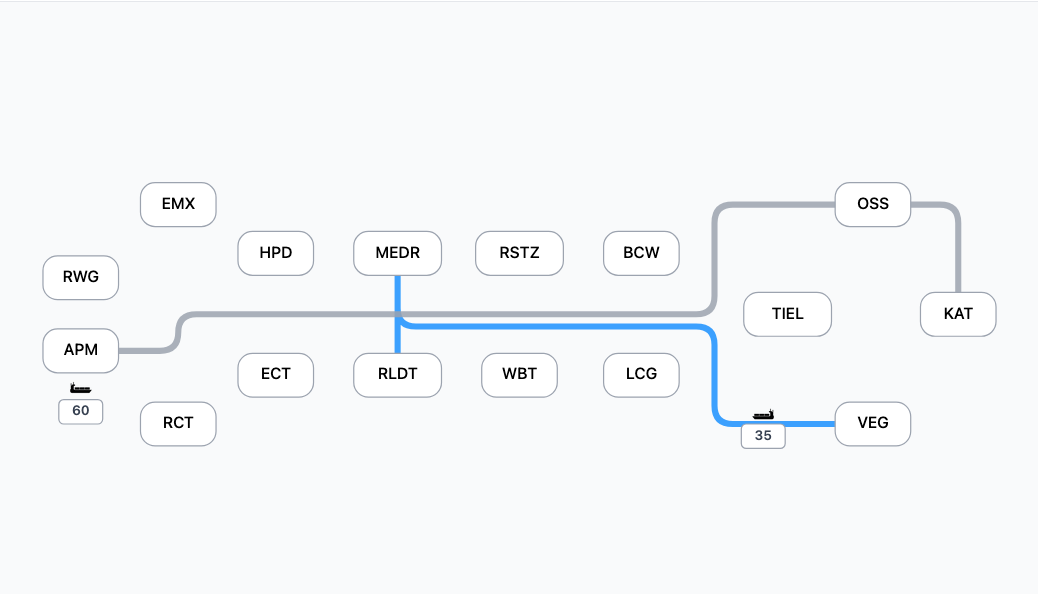 EMX
OSS
HPD
MEDR
RSTZ
BCW
RWG
TIEL
KAT
APM
ECT
RLDT
WBT
LCG
60
RCT
VEG
35